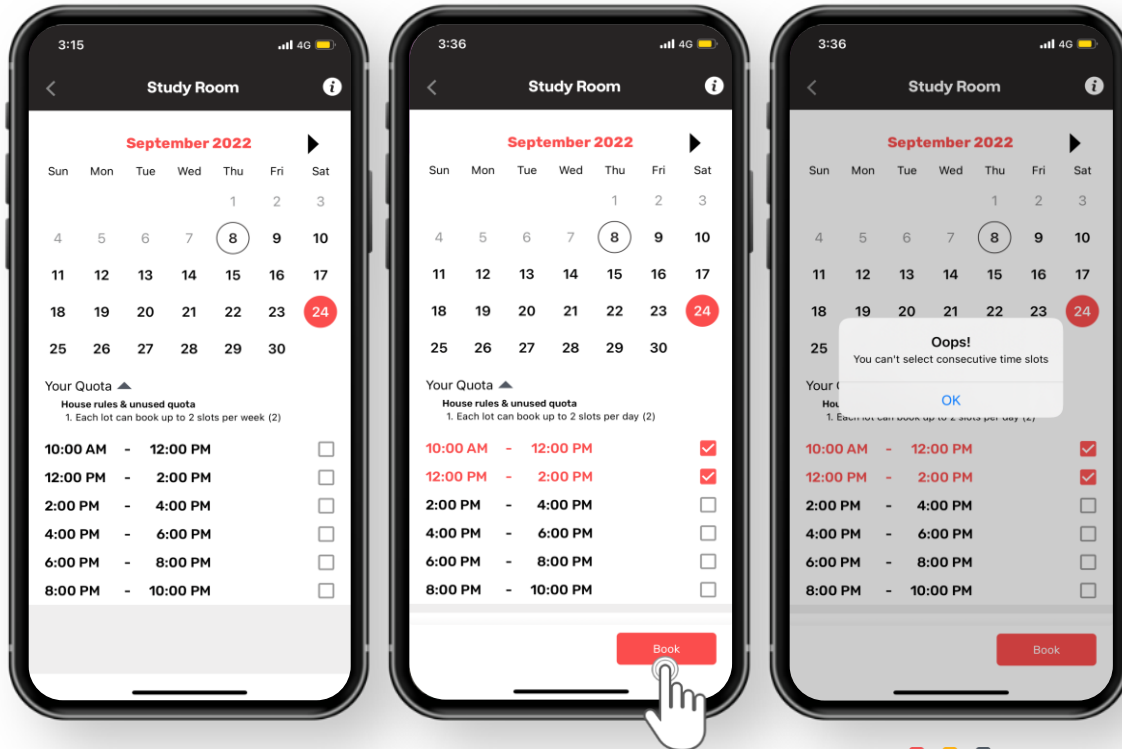 3:15
4G
Study Room
i
September 2022
Sun Mon Tue Wed Thu Fri Sat
1 2 3
4 5 6 7 8 9 10
11 12 13 14 15 16 17
18 19 20 21 22 23 24
25 26 27 28 29 30
Your Quota
House rules & unused quota
1. Each lot can book up to 2 slots per week (2)
10:00 AM - 12:00 PM
12:00 PM - 2:00 PM
2:00 PM - 4:00 PM
4:00 PM - 6:00 PM
6:00 PM - 8:00 PM
8:00 PM - 10:00 PM
3:36
4G
Study Room
i
September 2022
Sun Mon Tue Wed Thu Fri Sat
1 2 3
4 5 6 7 8 9 10
11 12 13 14 15 16 17
18 19 20 21 22 23 24
25 26 27 28 29 30
Your Quota
House rules & unused quota
1. Each lot can book up to 2 slots per day (2)
10:00 AM - 12:00 PM
12:00 PM - 2:00 PM
2:00 PM - 4:00 PM
4:00 PM - 6:00 PM
6:00 PM - 8:00 PM
8:00 PM - 10:00 PM
Book
3:36
4G
Study Room
i
September 2022
Sun Mon Tue Wed Thu Fri Sat
1 2 3
4 5 6 7 8 9 10
11 12 13 14 15 16 17
18 19 20 21 22 23 24
25
Oops!
You can't select consecutive time slots
OK
Your
1. Each lot can book up to 2 slots per day (2)
10:00 AM - 12:00 PM
12:00 PM - 2:00 PM
2:00 PM - 4:00 PM
4:00 PM - 6:00 PM
6:00 PM - 8:00 PM
8:00 PM - 10:00 PM
Book